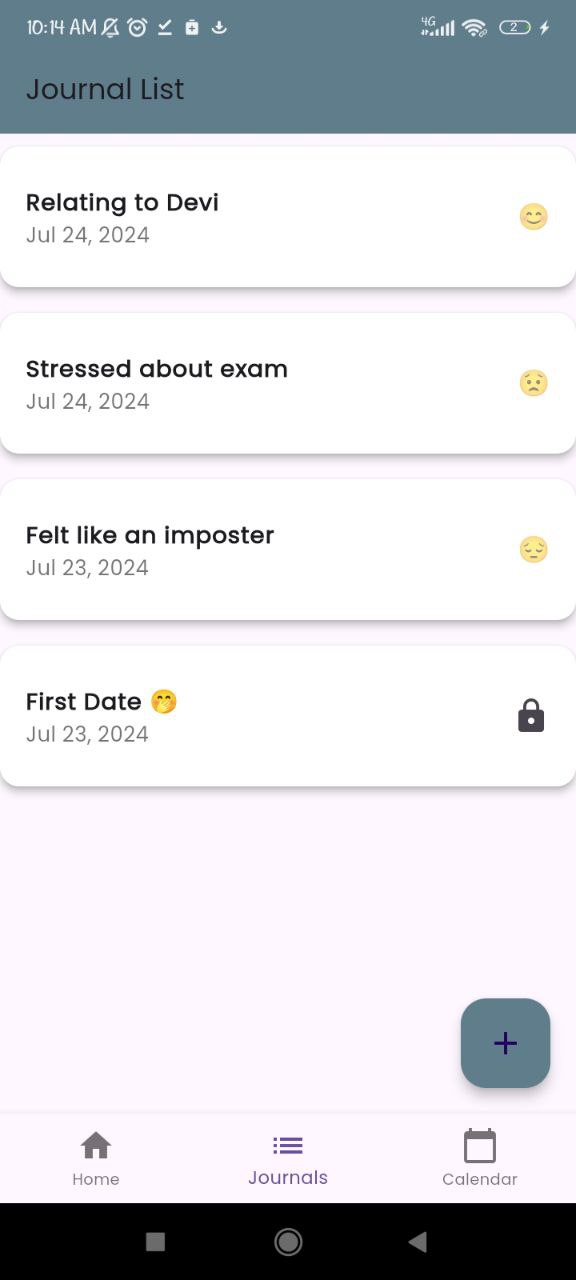 10:14 AM
4G
2
Journal List
Relating to Devi
Jul 24, 2024
Stressed about exam
Jul 24, 2024
Felt like an imposter
Jul 23, 2024
First Date 🤭
Jul 23, 2024
Home
Journals
Calendar